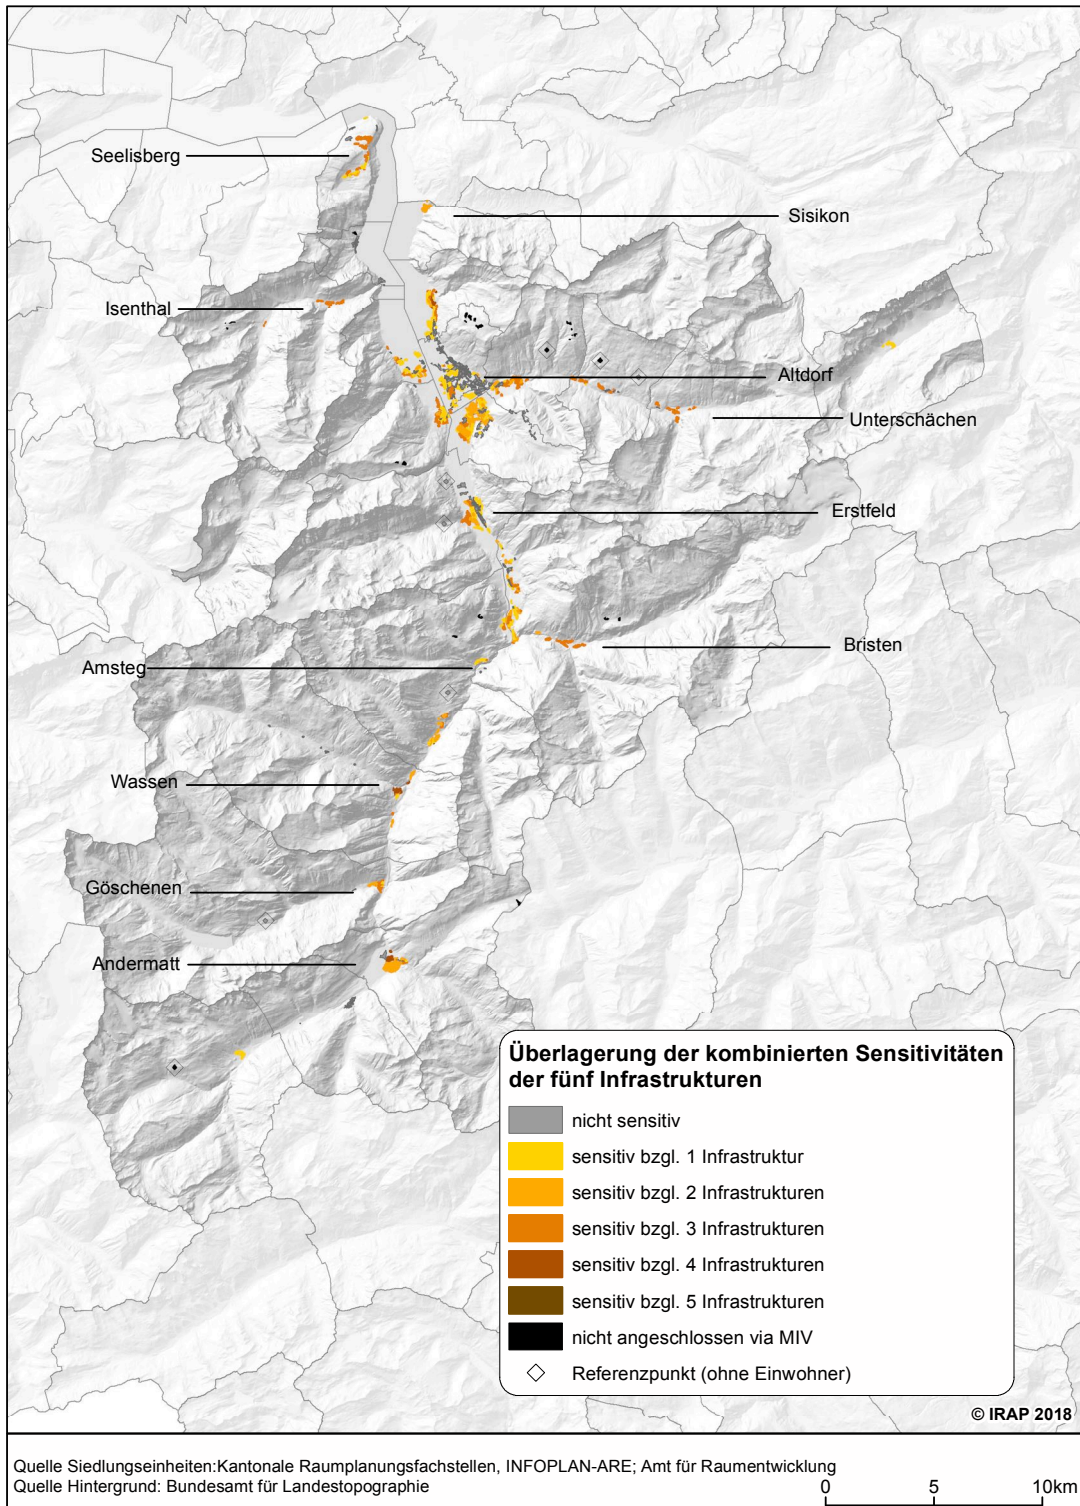 Seelisberg
Sisikon
Isenthal
Altdorf
Unterschächen
Erstfeld
Bristen
Amsteg
Wassen
Göschenen
Andermatt
Überlagerung der kombinierten Sensitivitäten
der fünf Infrastrukturen
nicht sensitiv
sensitiv bzgl. 1 Infrastruktur
sensitiv bzgl. 2 Infrastrukturen
sensitiv bzgl. 3 Infrastrukturen
sensitiv bzgl. 4 Infrastrukturen
sensitiv bzgl. 5 Infrastrukturen
nicht angeschlossen via MIV
Referenzpunkt (ohne Einwohner)
© IRAP 2018
Quelle Siedlungseinheiten:Kantonale Raumplanungsfachstellen, INFOPLAN-ARE; Amt für Raumentwicklung
Quelle Hintergrund: Bundesamt für Landestopographie
0 5 10km